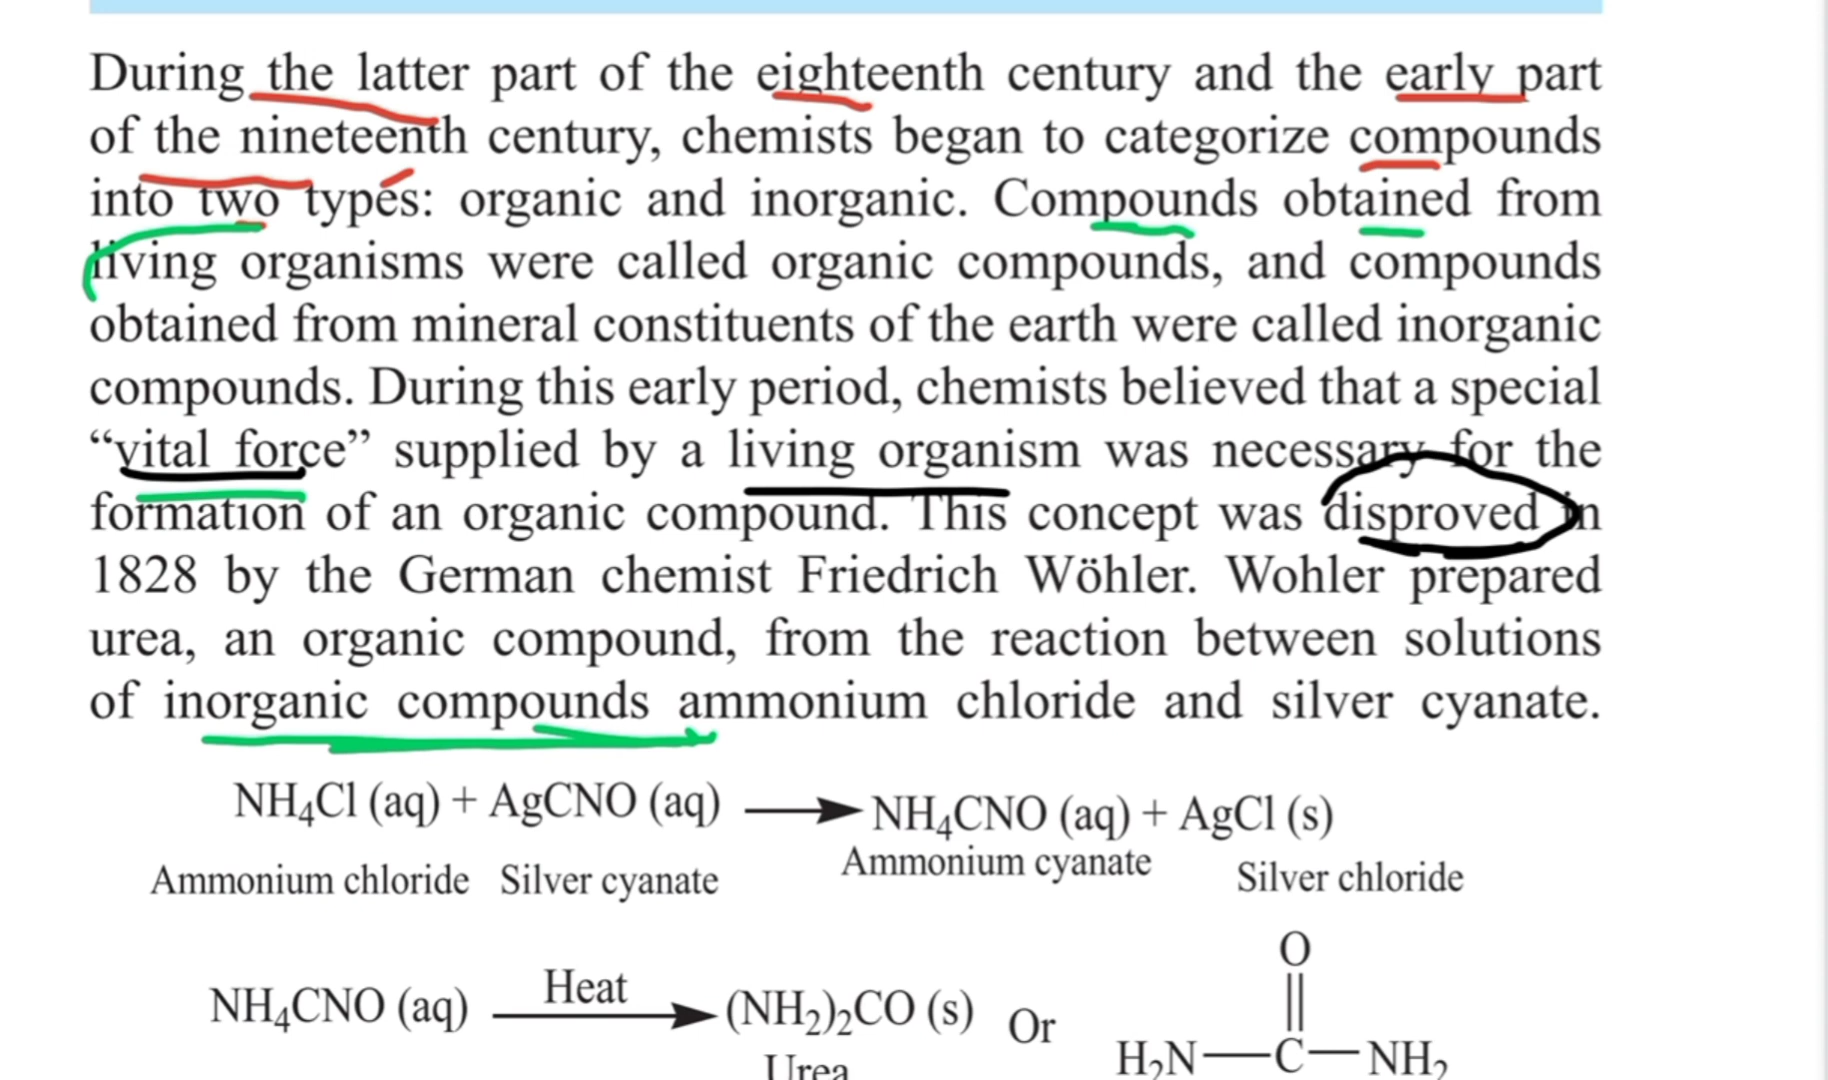 During the latter part of the eighteenth century and the early part
of the nineteenth century, chemists began to categorize compounds
into two types: organic and inorganic. Compounds obtained from
living organisms were called organic compounds, and compounds
obtained from mineral constituents of the earth were called inorganic
compounds. During this early period, chemists believed that a special
“vital force” supplied by a living organism was necessary for the
formation of an organic compound. This concept was disproved in
1828 by the German chemist Friedrich Wöhler. Wohler prepared
urea, an organic compound, from the reaction between solutions
of inorganic compounds ammonium chloride and silver cyanate.
NH₄Cl (aq) + AgCNO (aq) ⟶ NH₄CNO (aq) + AgCl (s)
Ammonium chloride Silver cyanate Ammonium cyanate Silver chloride
O
||
NH₄CNO (aq) Heat ⟶ (NH₂)₂CO (s) Or H₂N—C—NH₂
Urea